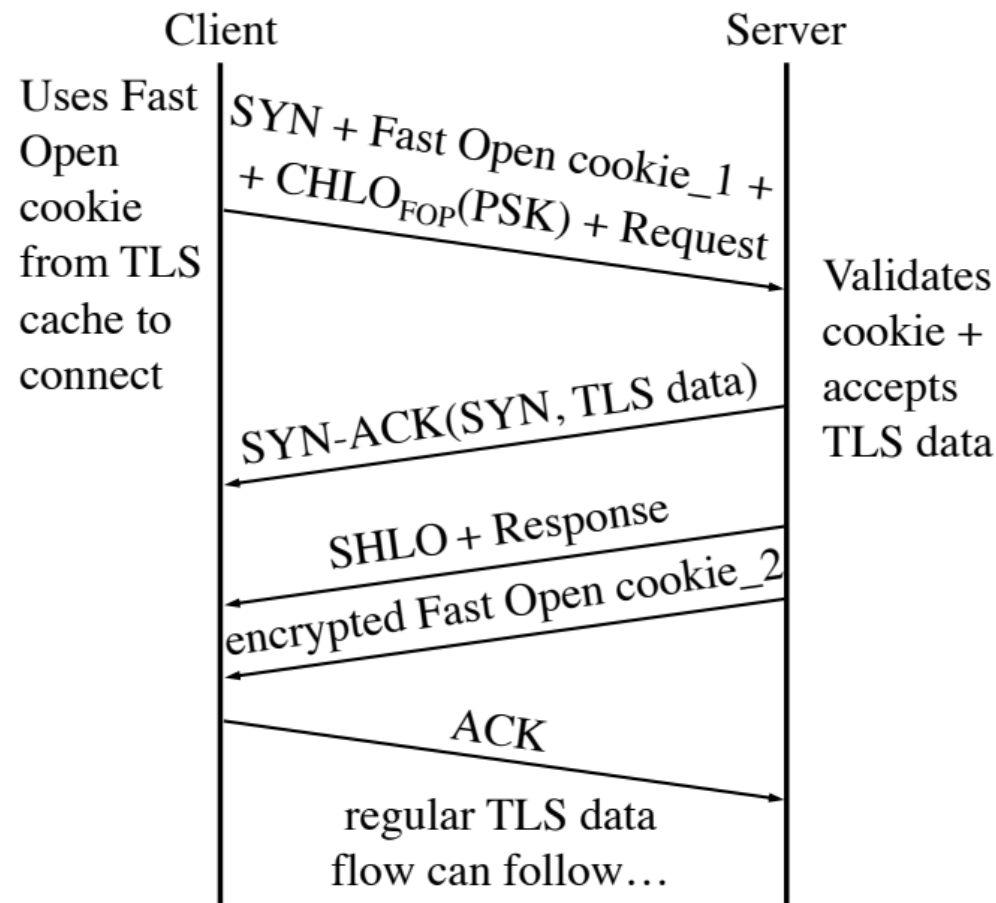 Client
Server
Uses Fast
Open
cookie
from TLS
cache to
connect
SYN + Fast Open cookie_1 +
+ CHLO_FOP(PSK) + Request
Validates
cookie +
accepts
TLS data
SYN-ACK(SYN, TLS data)
SHLO + Response
encrypted Fast Open cookie_2
ACK
regular TLS data
flow can follow…